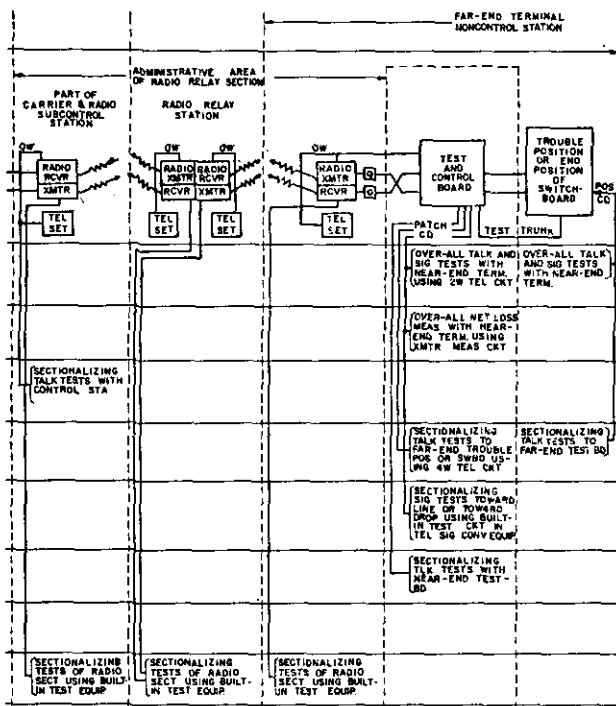 FAR-END TERMINAL
NONCONTROL STATION
ADMINISTRATIVE AREA
OF RADIO RELAY SECTION
PART OF
CARRIER & RADIO
SUBCONTROL
STATION
RADIO RELAY
STATION
OW
RADIO
RCVR
XMTR
TEL
SET
OW
OW
RADIO
XMTR
RCVR
RADIO
RCVR
XMTR
TEL
SET
TEL
SET
OW
RADIO
XMTR
RCVR
TEL
SET
TEST
AND
CONTROL
BOARD
TROUBLE
POSITION
OR END
POSITION
OF
SWITCH-
BOARD
POS
CD
PATCH
CD
TEST TRUNK
OVER-ALL TALK AND
SIG TESTS WITH
NEAR-END TERM.
USING 2W TEL CKT
OVER-ALL TALK
AND SIG TESTS
WITH NEAR-END
TERM.
OVER-ALL NET LOSS
MEAS WITH NEAR-
END TERM. USING
XMTR MEAS CKT
SECTIONALIZING
TALK TESTS WITH
CONTROL STA
SECTIONALIZING
TALK TESTS TO
FAR-END TROUBLE
POS OR SWBD US-
ING 4W TEL CKT
SECTIONALIZING
TALK TESTS TO
FAR-END TEST BD
SECTIONALIZING
SIG TESTS TOWARD
LINE OR TOWARD
DROP USING BUILT-
IN TEST CKT IN
TEL SIG CONV EQUIP.
SECTIONALIZING
TLK TESTS WITH
NEAR-END TEST-
BD
SECTIONALIZING
TESTS OF RADIO
SECT USING BUILT-
IN TEST EQUIP.
SECTIONALIZING
TESTS OF RADIO
SECT USING BUILT-
IN TEST EQUIP.
SECTIONALIZING
TESTS OF RADIO
SECT USING BUILT-
IN TEST EQUIP.